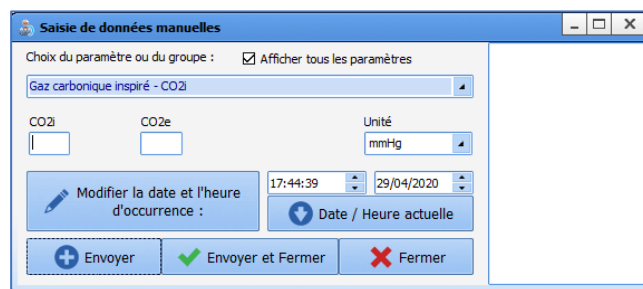 Saisie de données manuelles
Choix du paramètre ou du groupe :
Afficher tous les paramètres
Gaz carbonique inspiré - CO2i
CO2i
CO2e
Unité
mmHg
Modifier la date et l'heure
d'occurrence :
17:44:39
29/04/2020
Date / Heure actuelle
Envoyer
Envoyer et Fermer
Fermer